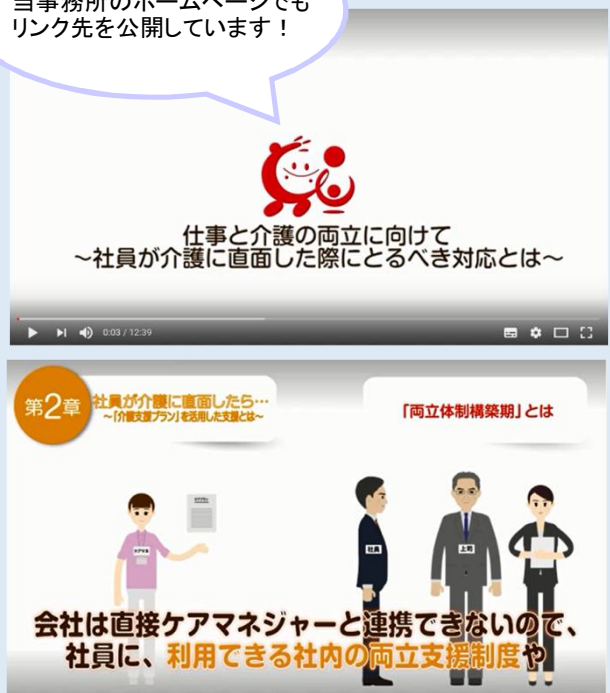 当事務所のホームページでも
リンク先を公開しています！
仕事と介護の両立に向けて
～社員が介護に直面した際にとるべき対応とは～
0:03 / 12:39
第2章
社員が介護に直面したら…
～「介護支援プラン」を活用した支援とは～
「両立体制構築期」とは
ケアマネ
社員
上司
会社は直接ケアマネジャーと連携できないので、
社員に、利用できる社内の両立支援制度や